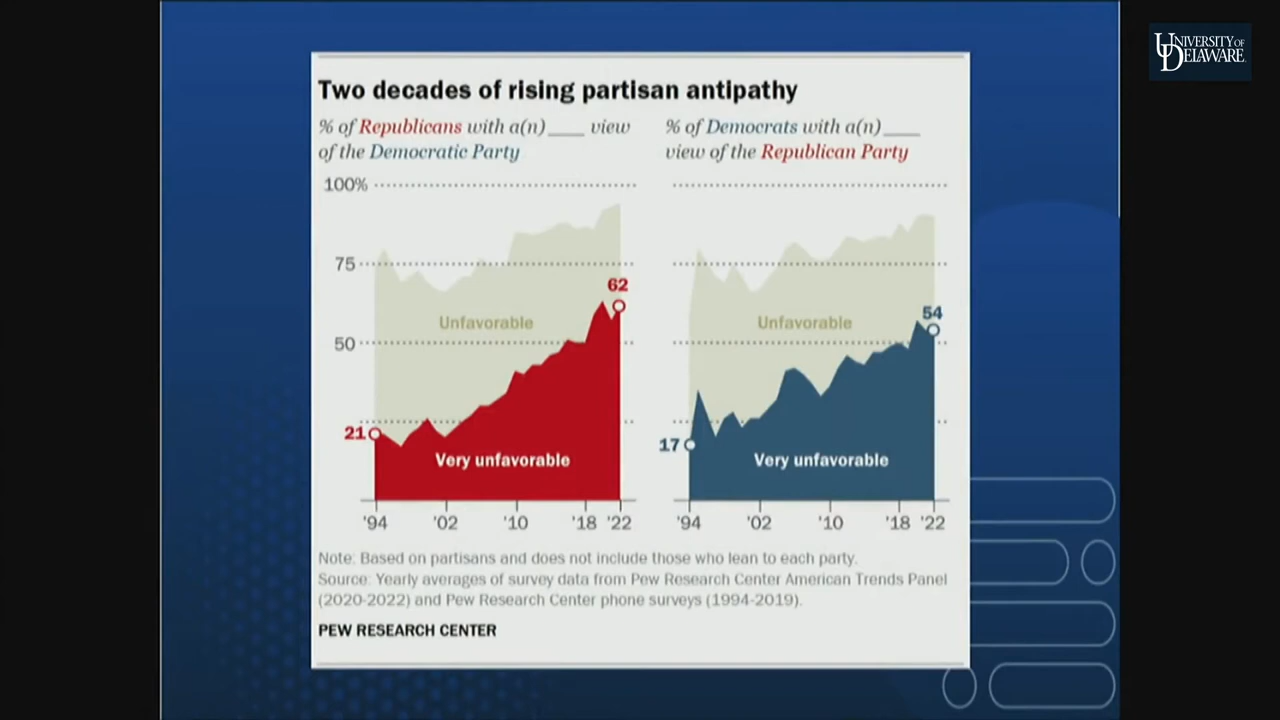 UNIVERSITY OF
DELAWARE
Two decades of rising partisan antipathy
% of Republicans with a(n)____ view
of the Democratic Party
% of Democrats with a(n)____
view of the Republican Party
100%
75
50
Unfavorable
62
21
Very unfavorable
'94 '02 '10 '18 '22
Unfavorable
54
17
Very unfavorable
'94 '02 '10 '18 '22
Note: Based on partisans and does not include those who lean to each party.
Source: Yearly averages of survey data from Pew Research Center American Trends Panel
(2020-2022) and Pew Research Center phone surveys (1994-2019).
PEW RESEARCH CENTER